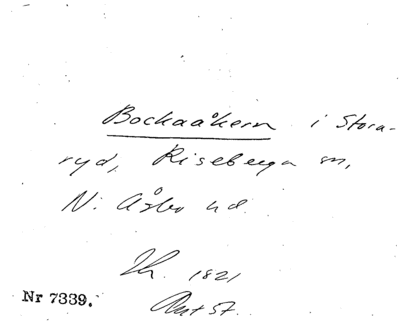 Bockaåkern i Stora-
ryd, Riseberga sn,
N. Åsbo hd.
1821
Nr 7339.